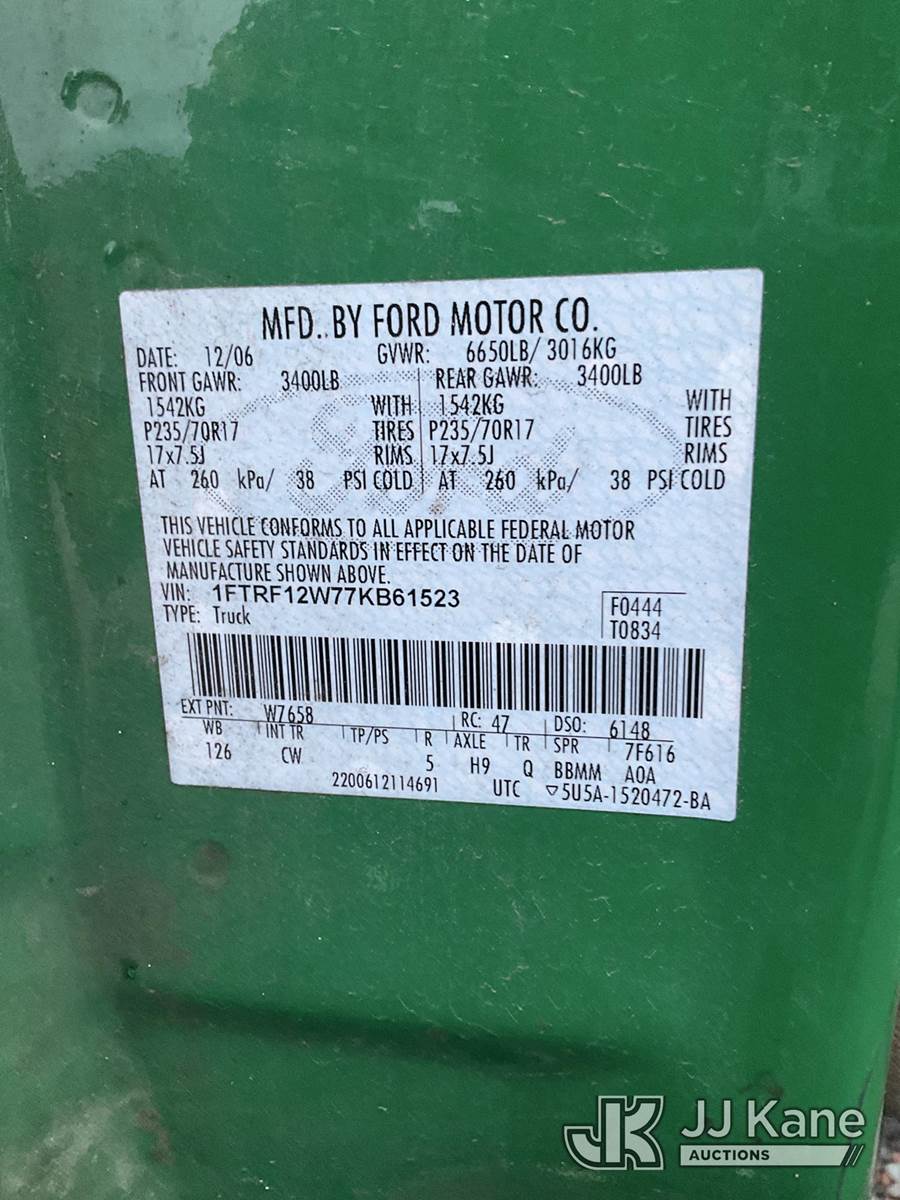 MFD. BY FORD MOTOR CO.
DATE: 12/06 GVWR: 6650LB/ 3016KG
FRONT GAWR: 3400LB REAR GAWR: 3400LB
1542KG WITH 1542KG WITH
P235/70R17 TIRES P235/70R17 TIRES
17x7.5J RIMS 17x7.5J RIMS
AT 260 kPa/ 38 PSI COLD AT 260 kPa/ 38 PSI COLD
THIS VEHICLE CONFORMS TO ALL APPLICABLE FEDERAL MOTOR
VEHICLE SAFETY STANDARDS IN EFFECT ON THE DATE OF
MANUFACTURE SHOWN ABOVE.
VIN: 1FTRF12W77KB61523 F0444
TYPE: Truck T0834
EXT PNT: W7658 RC: 47 DSO: 6148
WB INT TR TP/PS R AXLE TR SPR 7F616
126 CW 5 H9 Q BBMM A0A
2200612114691 UTC ▽5U5A-1520472-BA
JK JJ Kane
AUCTIONS